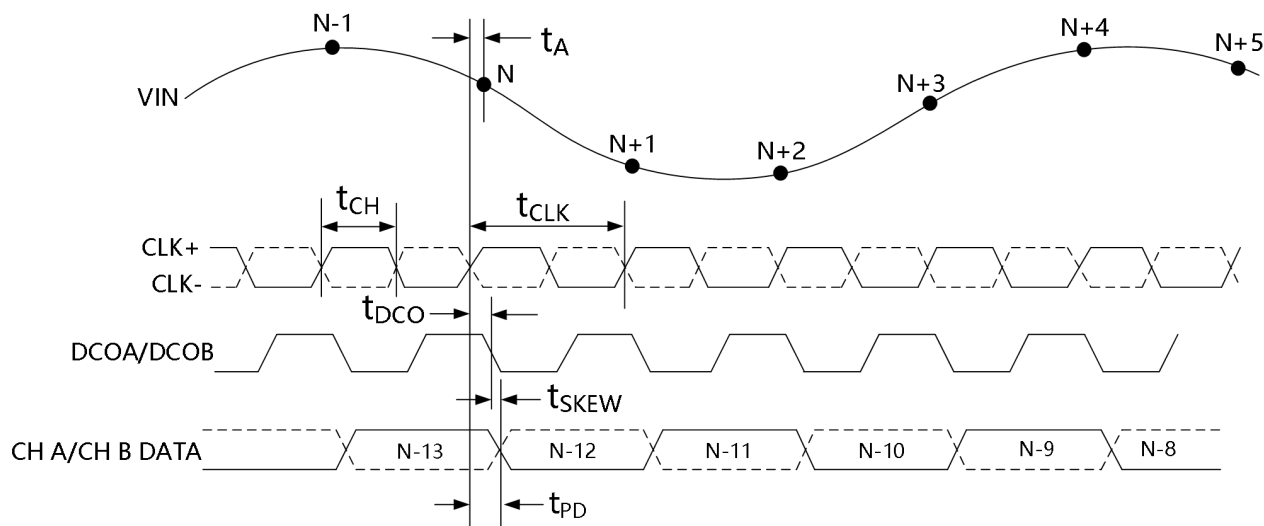 N-1
tA
N
N+4
N+5
N+3
VIN
N+1
N+2
tCH
tCLK
CLK+
CLK-
tDCO
DCOA/DCOB
tSKEW
CH A/CH B DATA
N-13
N-12
N-11
N-10
N-9
N-8
tPD